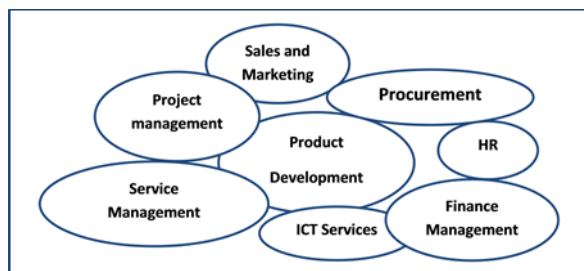 Sales and
Marketing
Project
management
Procurement
Product
Development
HR
Service
Management
ICT Services
Finance
Management